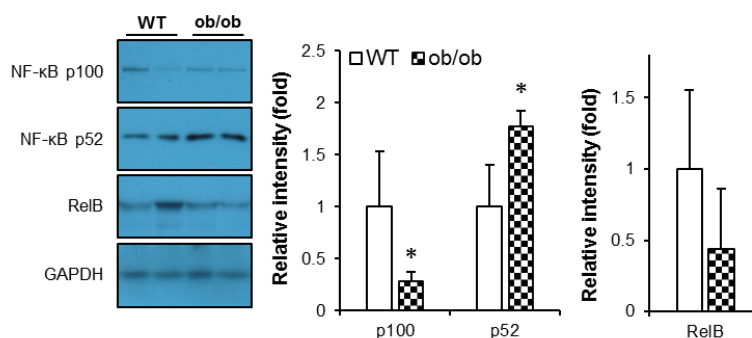 WT ob/ob
NF-κB p100
NF-κB p52
RelB
GAPDH
Relative intensity (fold)
2.5
2
1.5
1
0.5
0
WT ob/ob
*
*
p100 p52
Relative intensity (fold)
1.5
1
0.5
0
RelB